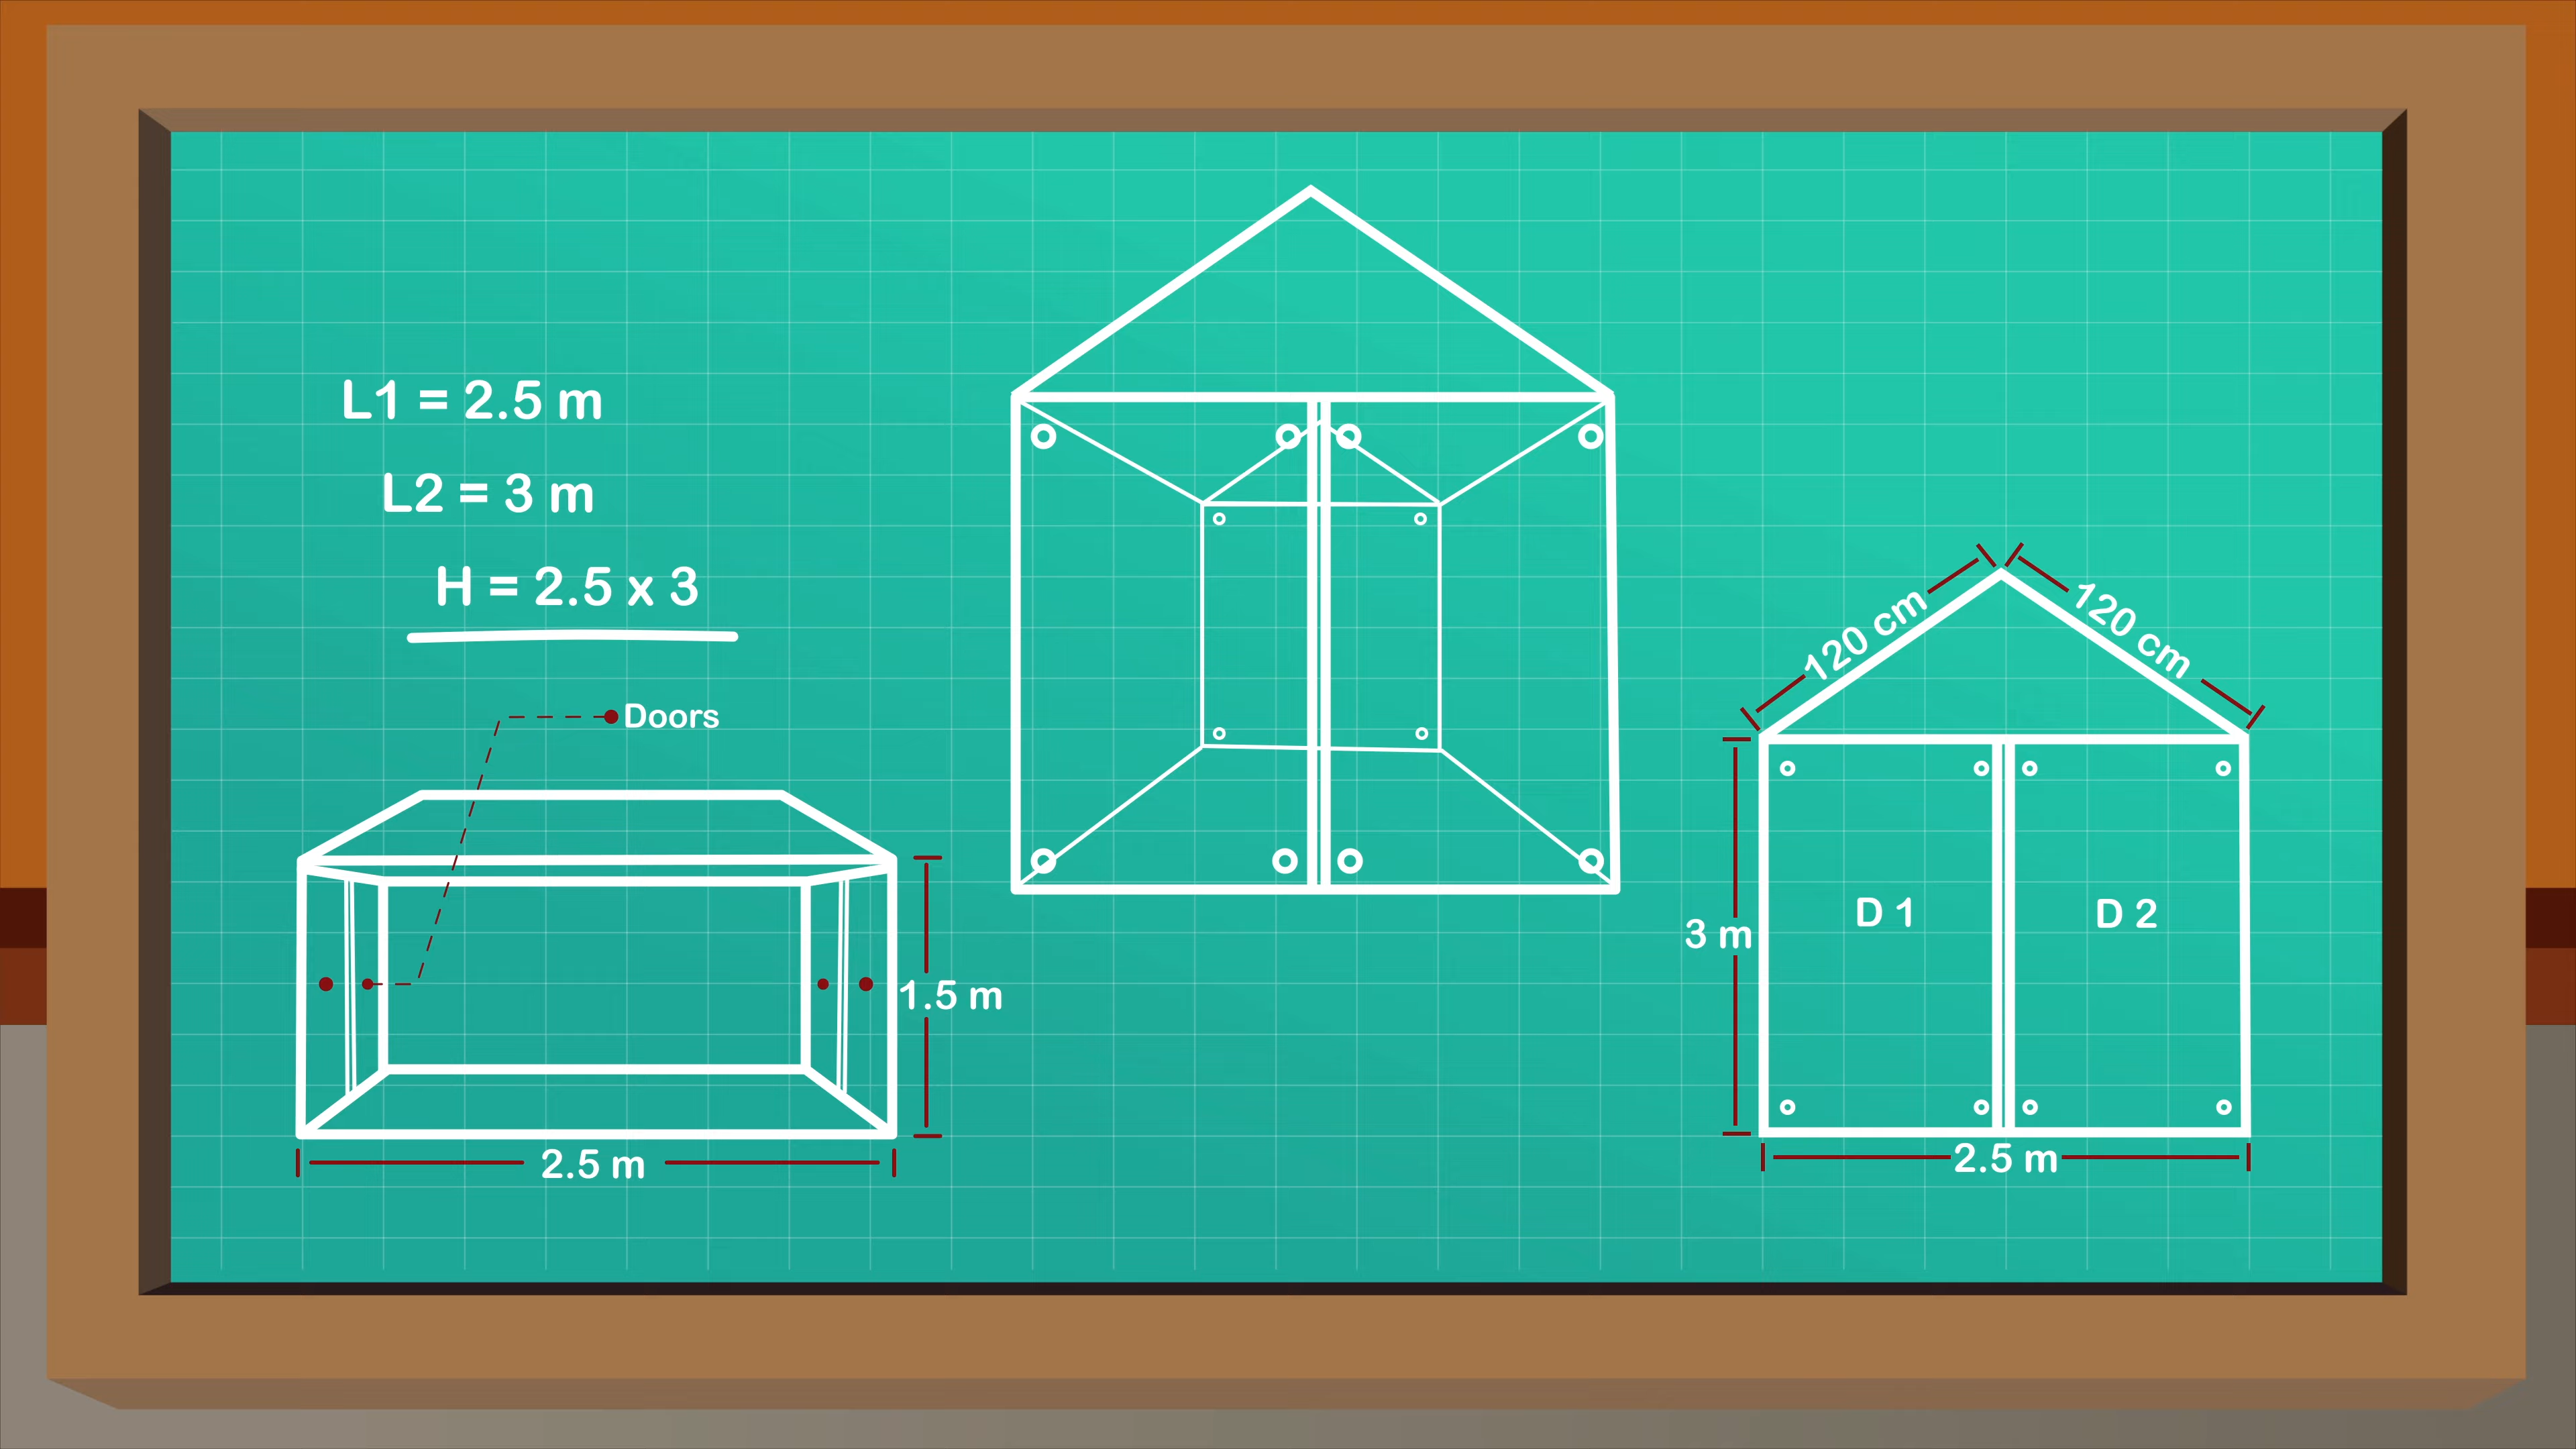 L1 = 2.5 m
L2 = 3 m
H = 2.5 x 3
Doors
1.5 m
2.5 m
120 cm
120 cm
3 m
D 1
D 2
2.5 m